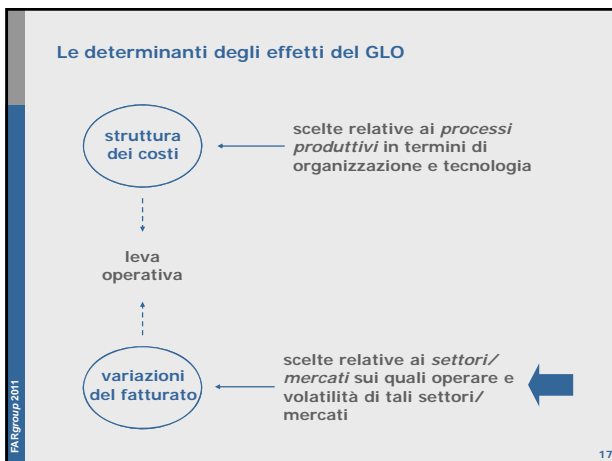 Le determinanti degli effetti del GLO
struttura
dei costi
scelte relative ai processi
produttivi in termini di
organizzazione e tecnologia
leva
operativa
variazioni
del fatturato
scelte relative ai settori/
mercati sui quali operare e
volatilità di tali settori/
mercati
FARgroup 2011
17